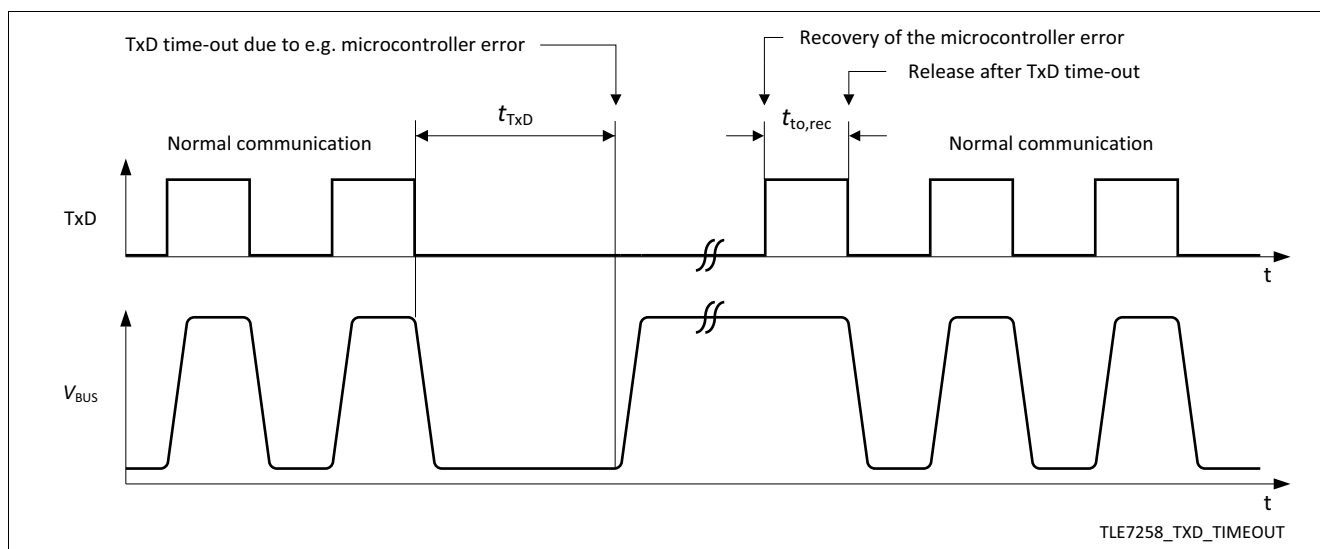 TxD time-out due to e.g. microcontroller error
Recovery of the microcontroller error
Release after TxD time-out
tTxD
tto,rec
Normal communication
Normal communication
TxD
t
VBUS
t
TLE7258_TXD_TIMEOUT